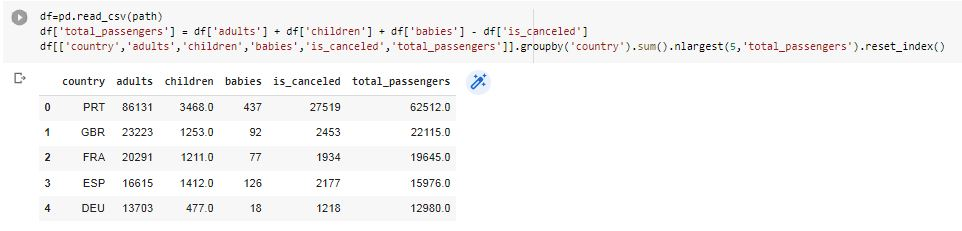 df=pd.read_csv(path)
df['total_passengers'] = df['adults'] + df['children'] + df['babies'] - df['is_canceled']
df[['country','adults','children','babies','is_canceled','total_passengers']].groupby('country').sum().nlargest(5,'total_passengers').reset_index()
country adults children babies is_canceled total_passengers
0 PRT 86131 3468.0 437 27519 62512.0
1 GBR 23223 1253.0 92 2453 22115.0
2 FRA 20291 1211.0 77 1934 19645.0
3 ESP 16615 1412.0 126 2177 15976.0
4 DEU 13703 477.0 18 1218 12980.0